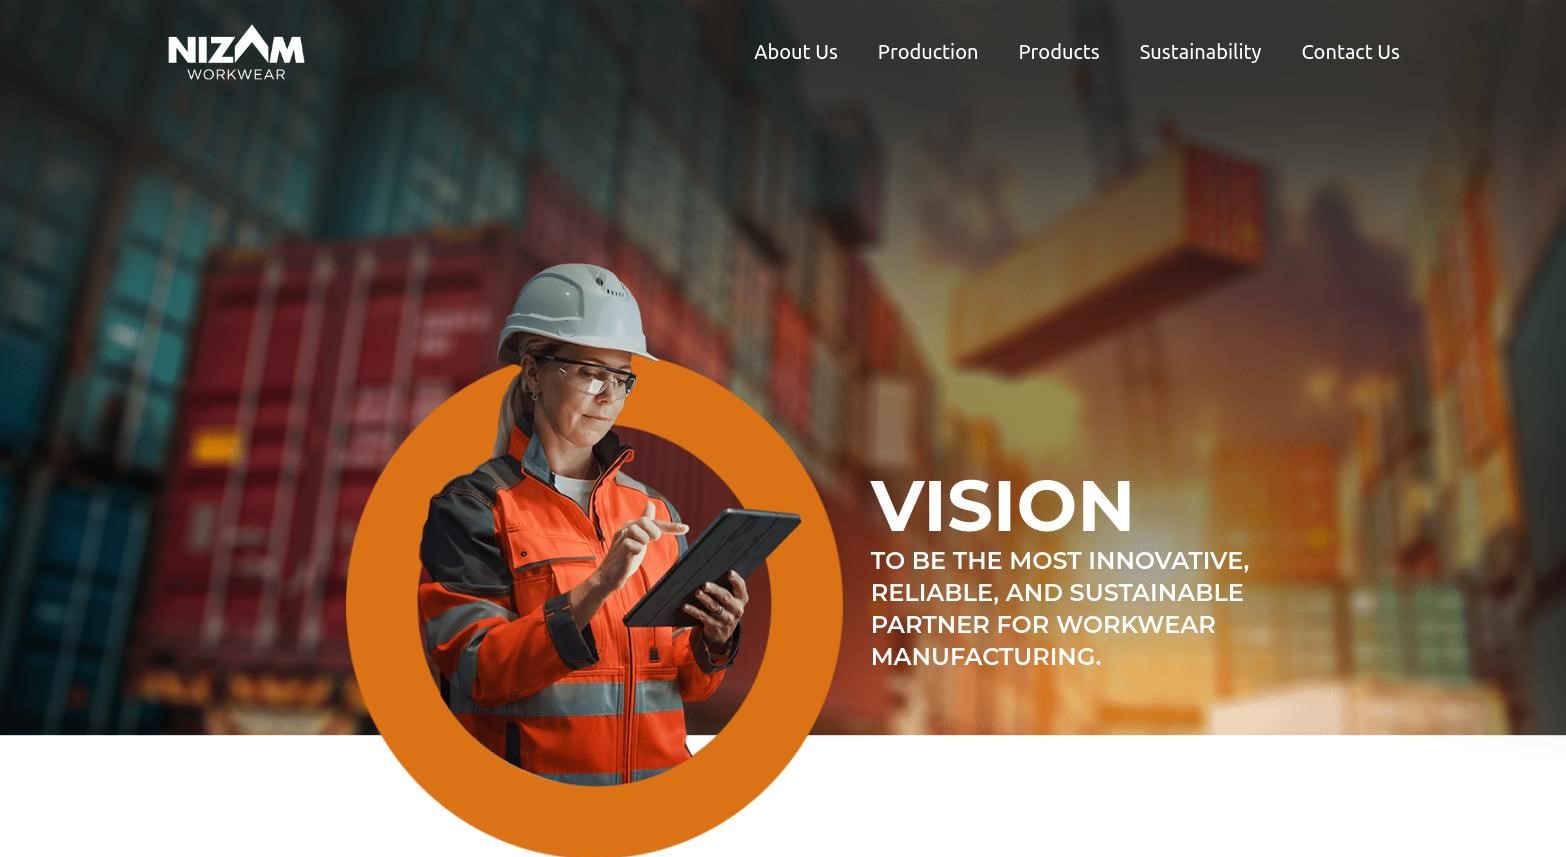 NIZAM
WORKWEAR
About Us
Production
Products
Sustainability
Contact Us
VISION
TO BE THE MOST INNOVATIVE,
RELIABLE, AND SUSTAINABLE
PARTNER FOR WORKWEAR
MANUFACTURING.